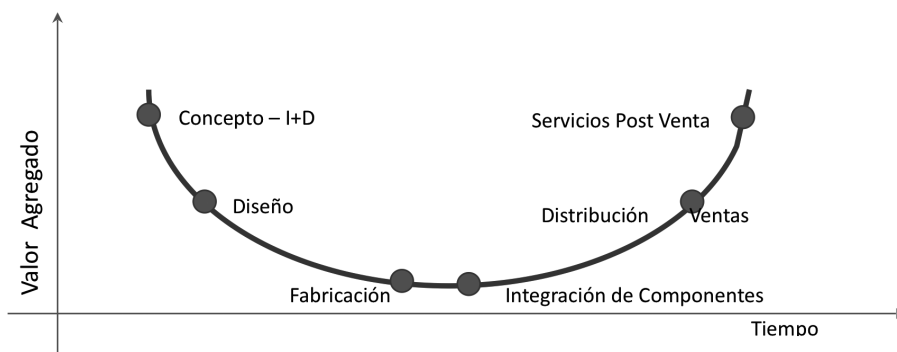 Valor Agregado
Concepto – I+D
Servicios Post Venta
Diseño
Distribución
Ventas
Fabricación
Integración de Componentes
Tiempo